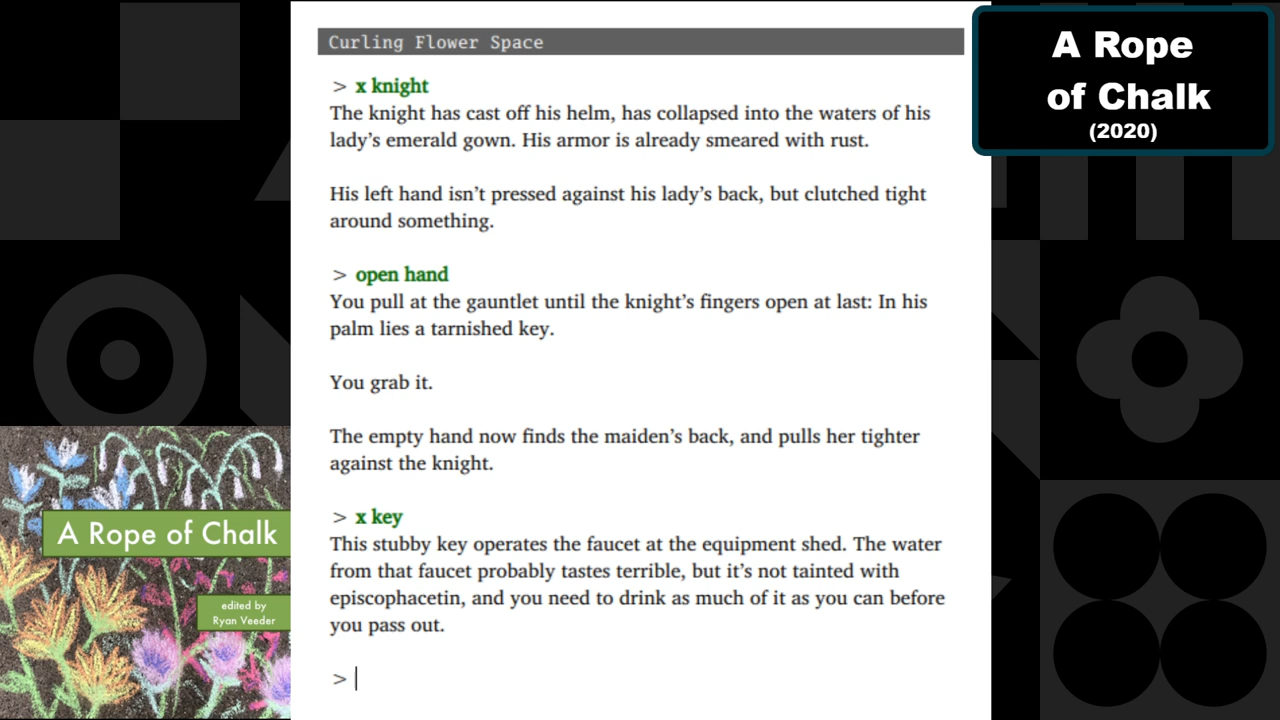 Curling Flower Space
> x knight
The knight has cast off his helm, has collapsed into the waters of his
lady’s emerald gown. His armor is already smeared with rust.
His left hand isn’t pressed against his lady’s back, but clutched tight
around something.
> open hand
You pull at the gauntlet until the knight’s fingers open at last: In his
palm lies a tarnished key.
You grab it.
The empty hand now finds the maiden’s back, and pulls her tighter
against the knight.
> x key
This stubby key operates the faucet at the equipment shed. The water
from that faucet probably tastes terrible, but it’s not tainted with
episcophacetin, and you need to drink as much of it as you can before
you pass out.
>
A Rope
of Chalk
(2020)
A Rope of Chalk
edited by
Ryan Veeder